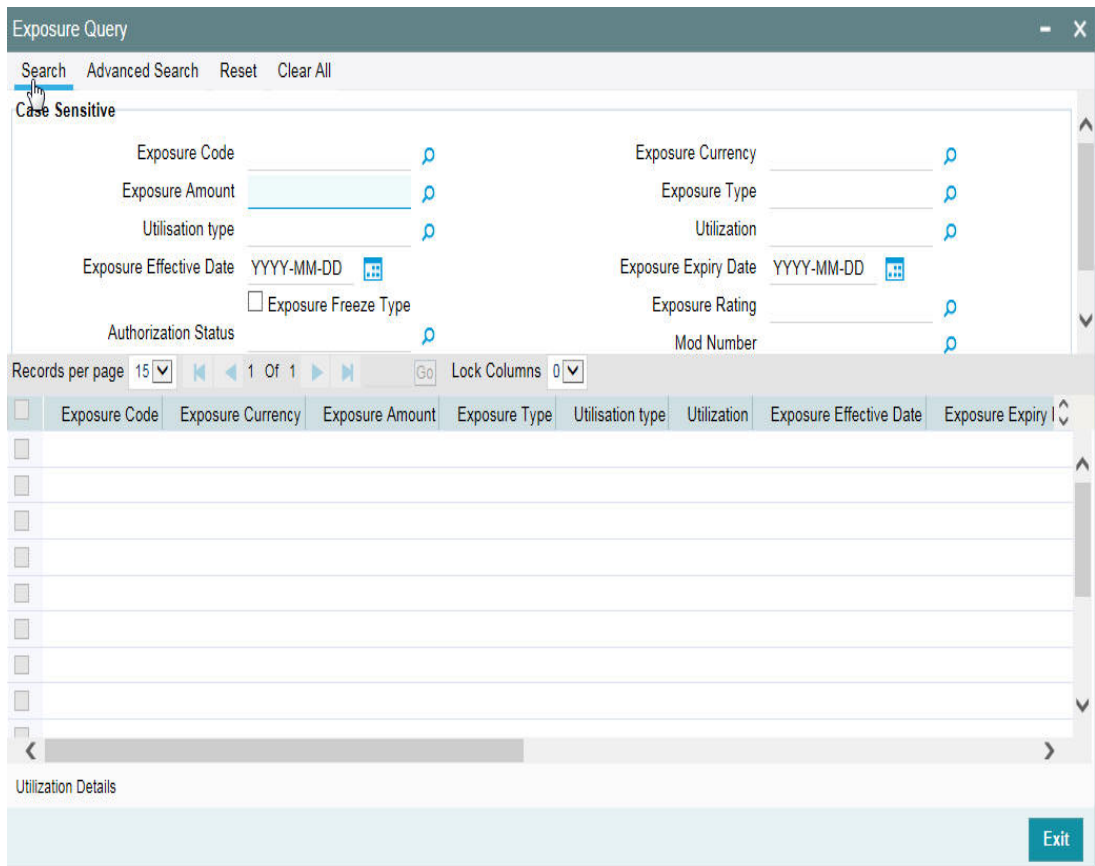 Exposure Query
Search Advanced Search Reset Clear All
Case Sensitive
Exposure Code Exposure Currency
Exposure Amount Exposure Type
Utilisation type Utilization
Exposure Effective Date YYYY-MM-DD Exposure Expiry Date YYYY-MM-DD
Exposure Freeze Type Exposure Rating
Authorization Status Mod Number
Records per page 15 1 Of 1 Go Lock Columns 0
Exposure Code Exposure Currency Exposure Amount Exposure Type Utilisation type Utilization Exposure Effective Date Exposure Expiry
Utilization Details
Exit